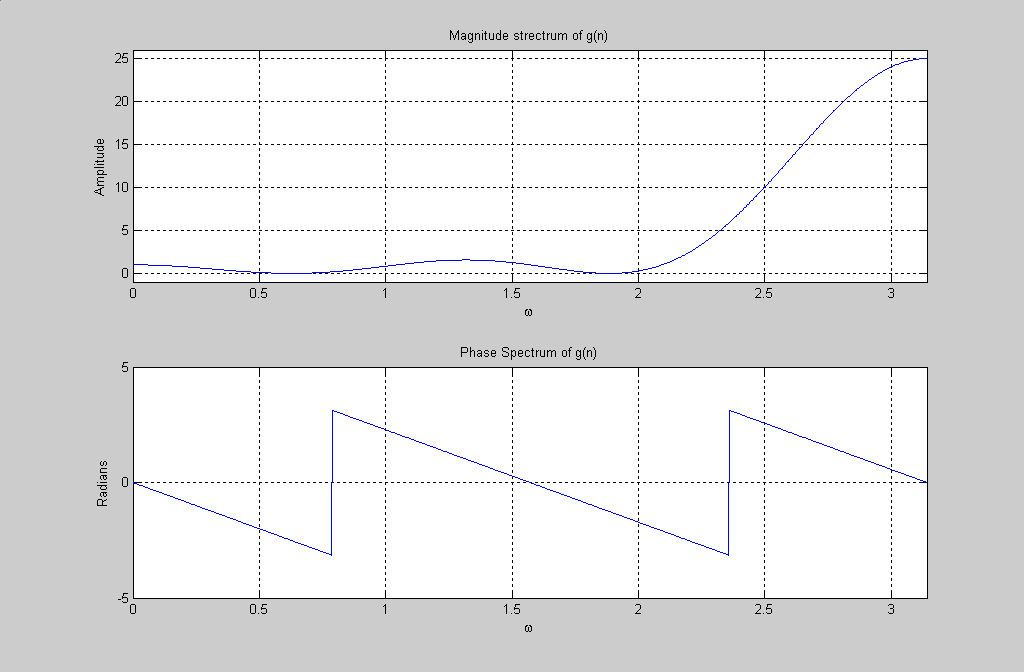 Magnitude strectrum of g(n)
25
20
15
10
5
0
Amplitude
0 0.5 1 1.5 2 2.5 3
ω
Phase Spectrum of g(n)
5
0
-5
Radians
0 0.5 1 1.5 2 2.5 3
ω